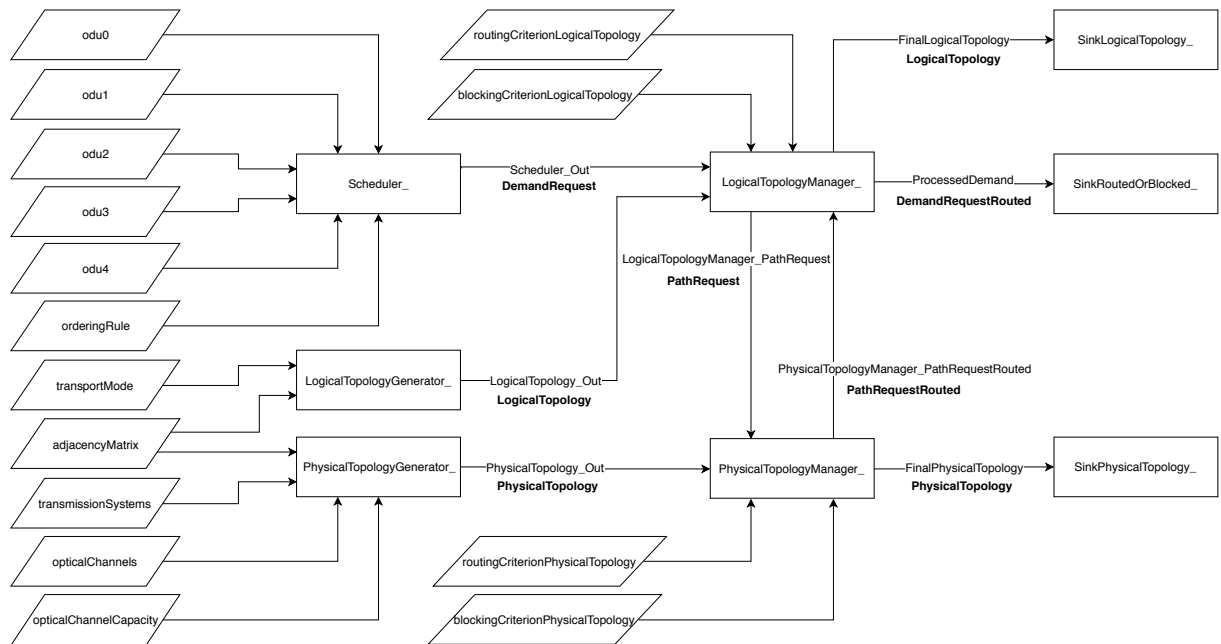 odu0
odu1
odu2
odu3
odu4
orderingRule
transportMode
adjacencyMatrix
transmissionSystems
opticalChannels
opticalChannelCapacity
Scheduler_
LogicalTopologyGenerator_
PhysicalTopologyGenerator_
routingCriterionLogicalTopology
blockingCriterionLogicalTopology
Scheduler_Out
DemandRequest
LogicalTopology_Out
LogicalTopology
PhysicalTopology_Out
PhysicalTopology
routingCriterionPhysicalTopology
blockingCriterionPhysicalTopology
LogicalTopologyManager_
LogicalTopologyManager_PathRequest
PathRequest
PhysicalTopologyManager_PathRequestRouted
PathRequestRouted
PhysicalTopologyManager_
FinalLogicalTopology
LogicalTopology
ProcessedDemand
DemandRequestRouted
FinalPhysicalTopology
PhysicalTopology
SinkLogicalTopology_
SinkRoutedOrBlocked_
SinkPhysicalTopology_